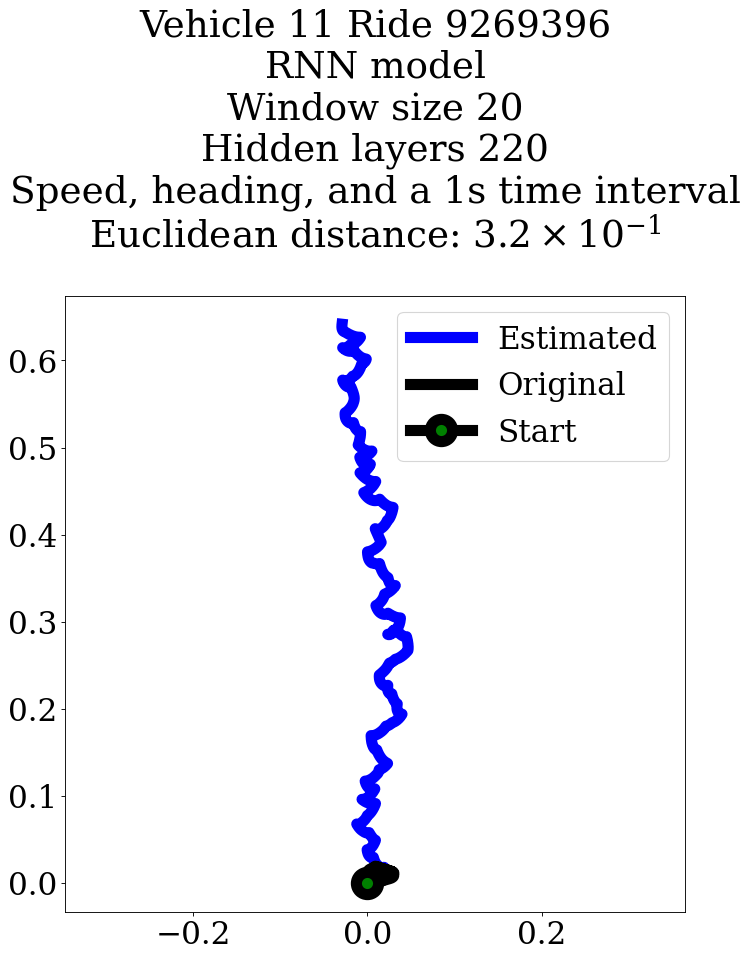 Vehicle 11 Ride 9269396
RNN model
Window size 20
Hidden layers 220
Speed, heading, and a 1s time interval
Euclidean distance: 3.2 × 10⁻¹
Estimated
Original
Start
0.6
0.5
0.4
0.3
0.2
0.1
0.0
−0.2 0.0 0.2